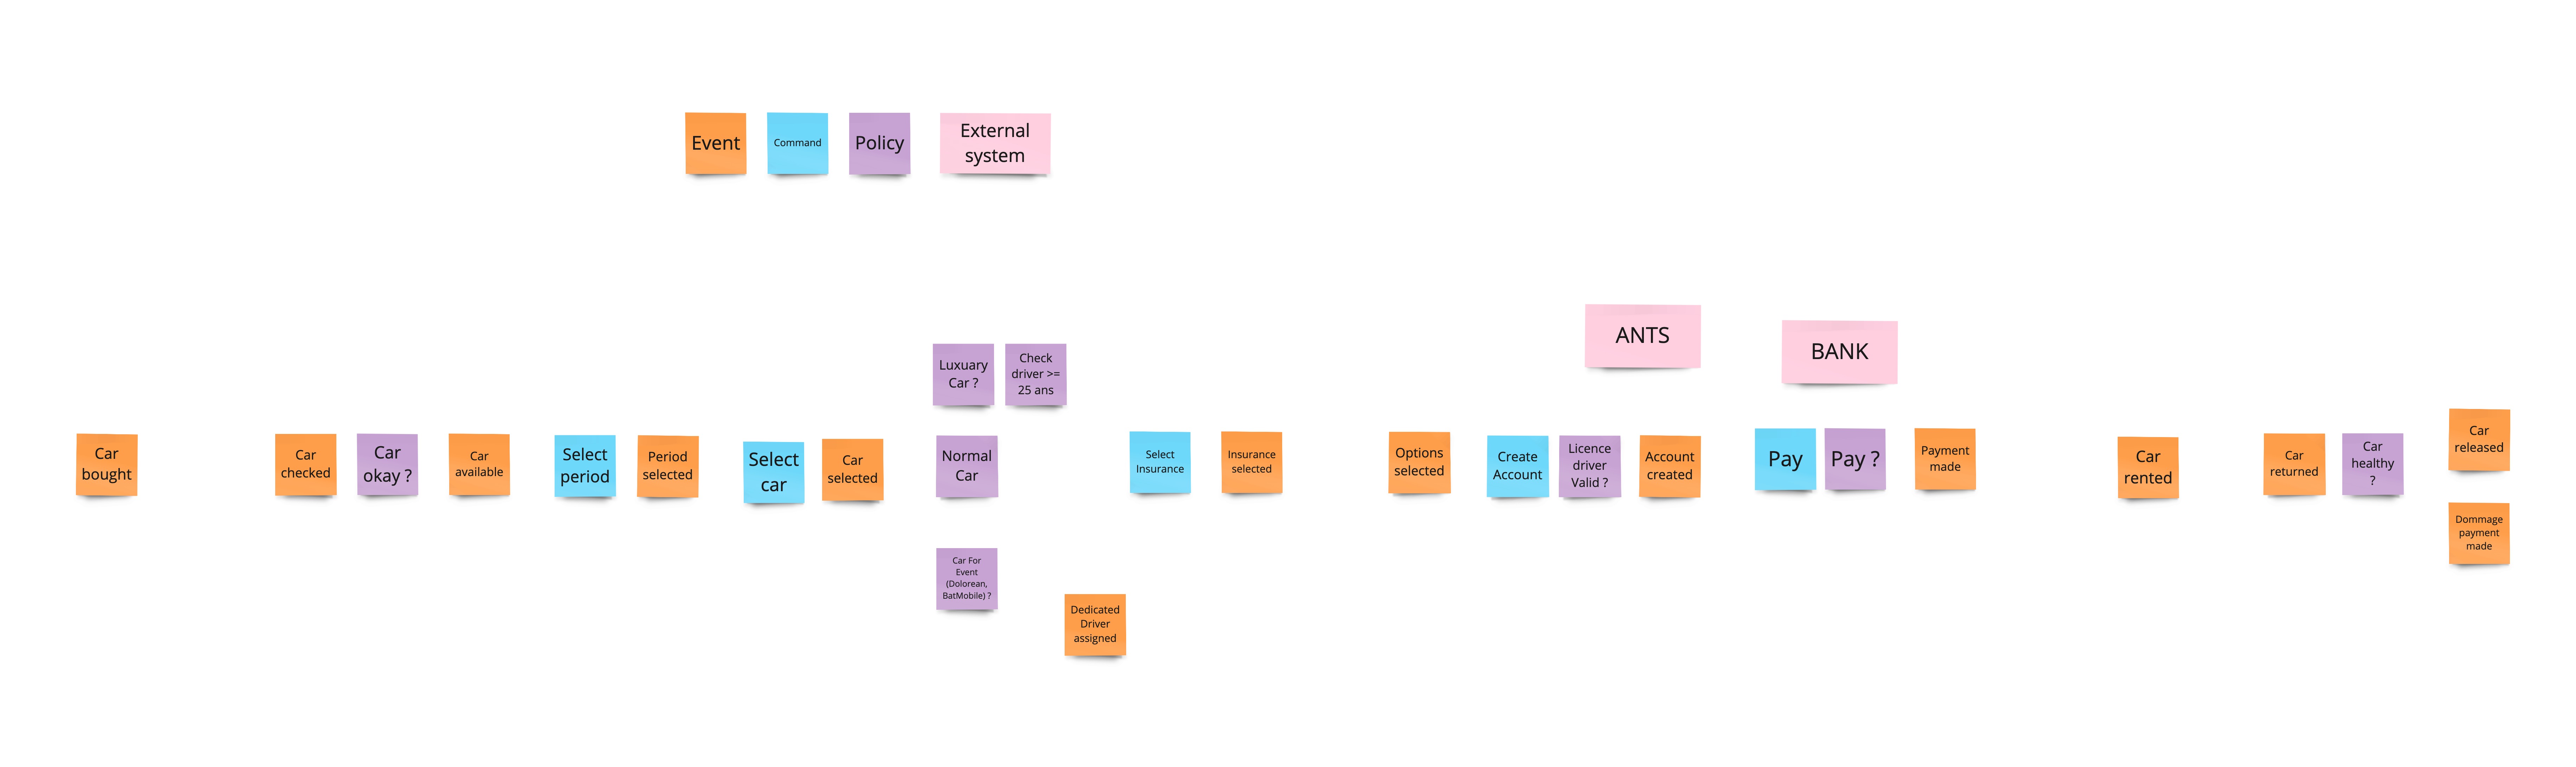 Event
Command
Policy
External
system
ANTS
BANK
Luxuary
Car ?
Check
driver >=
25 ans
Car
bought
Car
checked
Car
okay ?
Car
available
Select
period
Period
selected
Select
car
Car
selected
Normal
Car
Select
Insurance
Insurance
selected
Options
selected
Create
Account
Licence
driver
Valid ?
Account
created
Pay
Pay ?
Payment
made
Car
rented
Car
returned
Car
healthy
?
Car
released
Dommage
payment
made
Car For
Event
(Dolorean,
BatMobile) ?
Dedicated
Driver
assigned